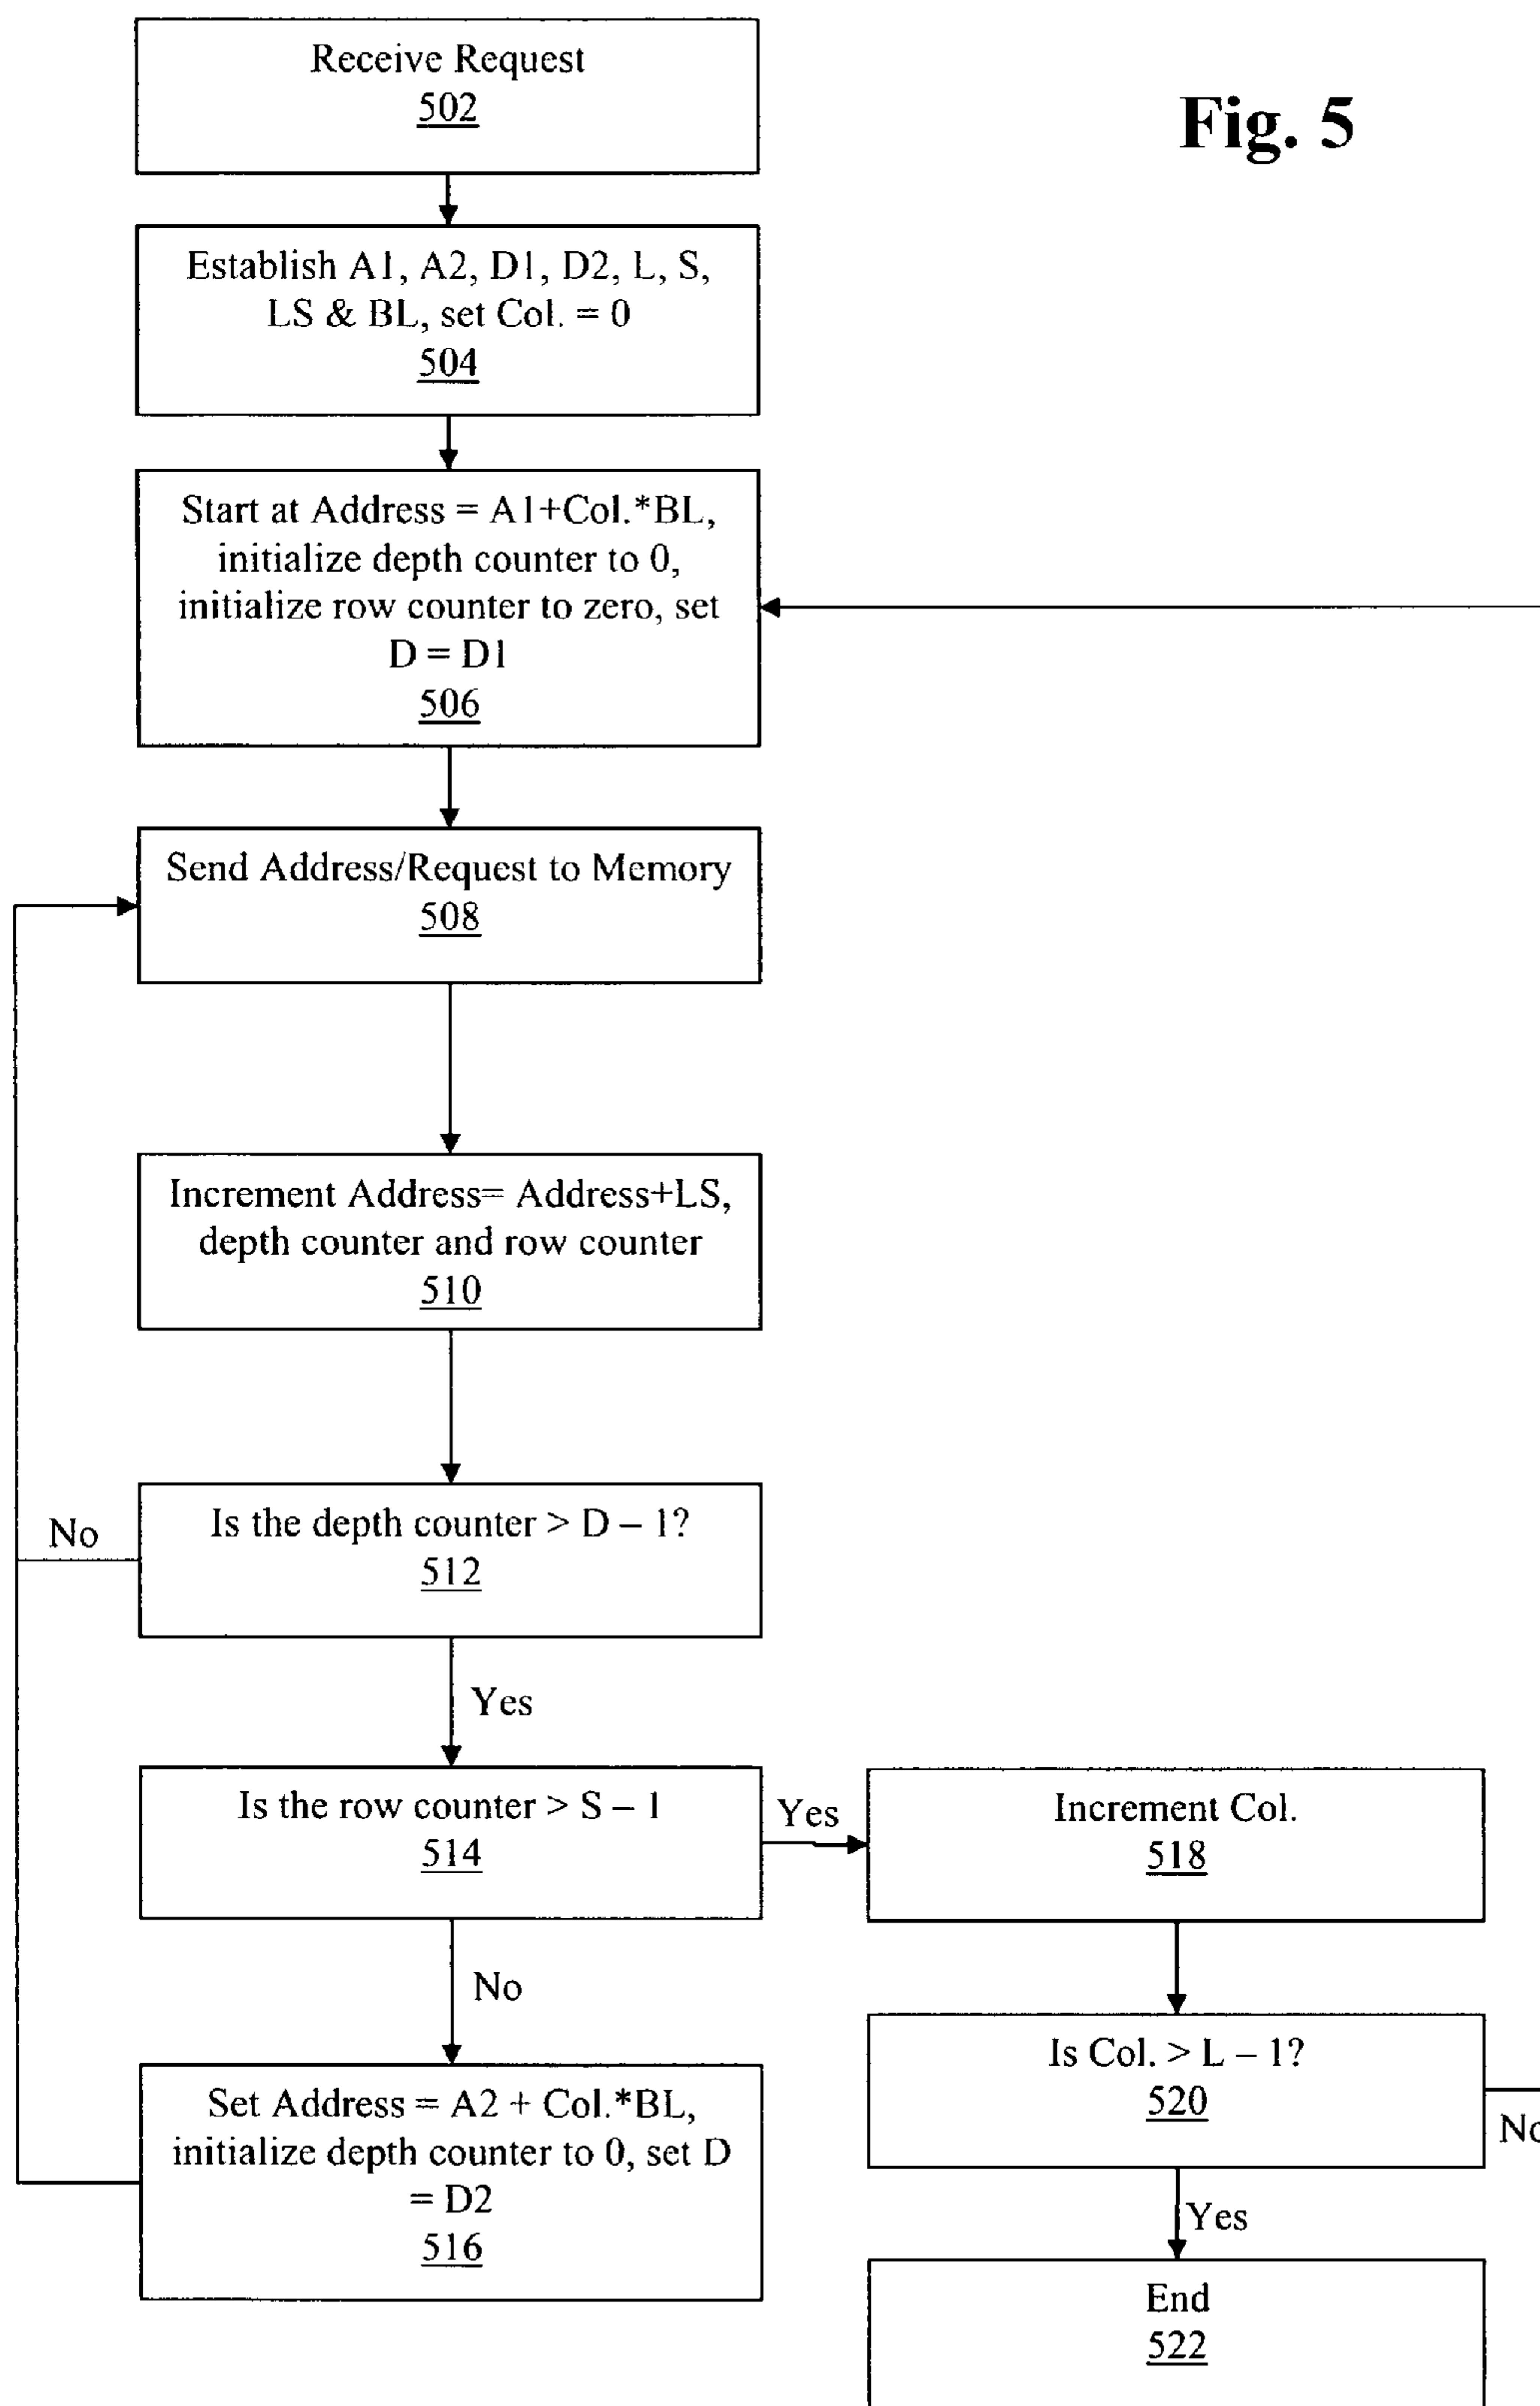 Fig. 5
Receive Request
502
Establish A1, A2, D1, D2, L, S,
LS & BL, set Col. = 0
504
Start at Address = A1+Col.*BL,
initialize depth counter to 0,
initialize row counter to zero, set
D = D1
506
Send Address/Request to Memory
508
Increment Address= Address+LS,
depth counter and row counter
510
Is the depth counter > D – 1?
512
No
Yes
Is the row counter > S – 1
514
Yes
No
Set Address = A2 + Col.*BL,
initialize depth counter to 0, set D
= D2
516
Increment Col.
518
Is Col. > L – 1?
520
No
Yes
End
522